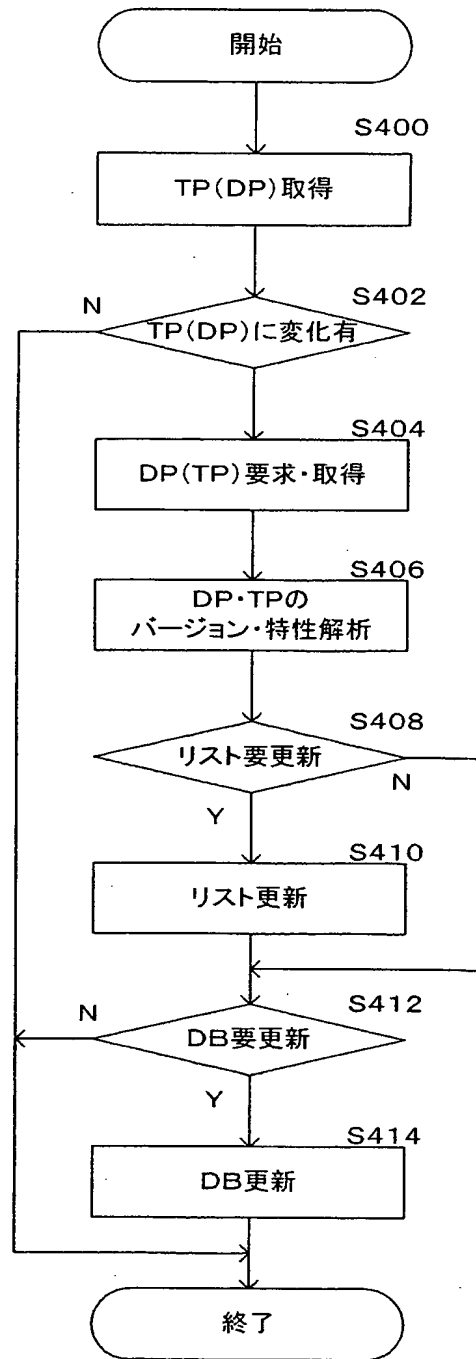 開始
S400
TP(DP)取得
N
S402
TP(DP)に変化有
S404
DP(TP)要求・取得
S406
DP・TPの
バージョン・特性解析
S408
リスト要更新
N
Y
S410
リスト更新
S412
N
DB要更新
Y
S414
DB更新
終了